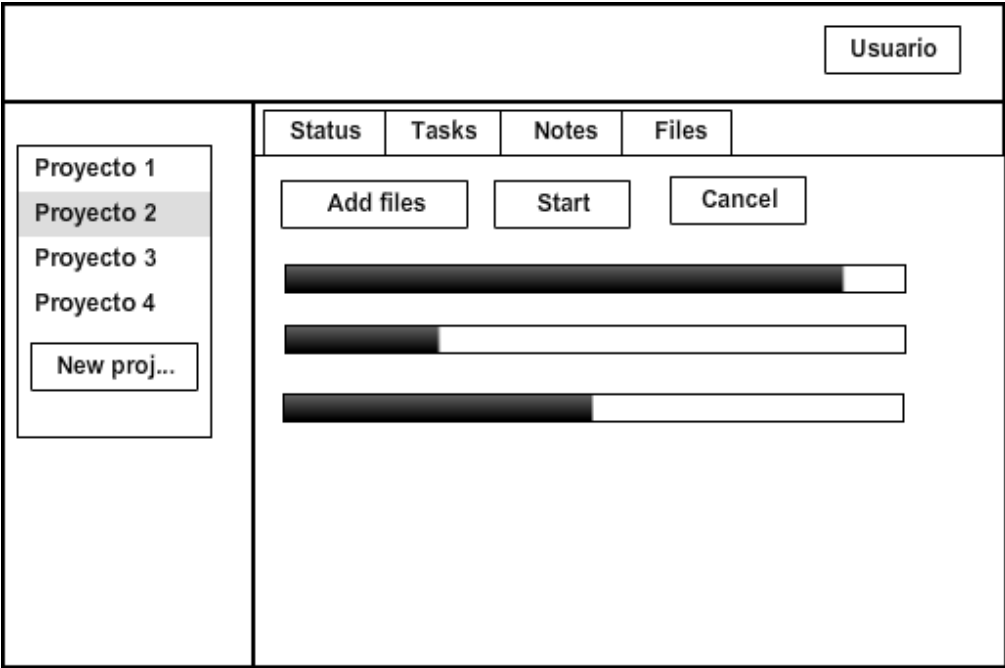 Usuario
Status Tasks Notes Files
Proyecto 1
Proyecto 2
Proyecto 3
Proyecto 4
New proj...
Add files Start Cancel